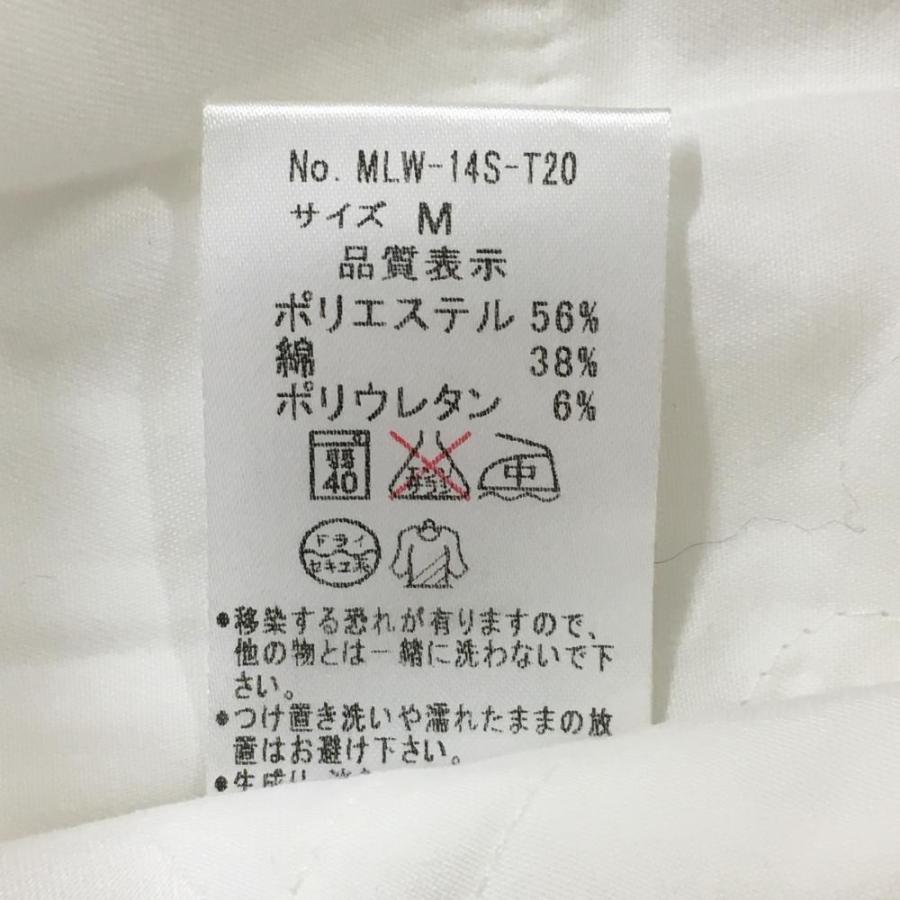 No. MLW-14S-T20
サイズ M
品質表示
ポリエステル 56%
綿 38%
ポリウレタン 6%
弱 中
40
ドライ
セキユ系
•移染する恐れが有りますので、
他の物とは一緒に洗わないで下
さい。
•つけ置き洗いや濡れたままの放
置はお避け下さい。
•生成り